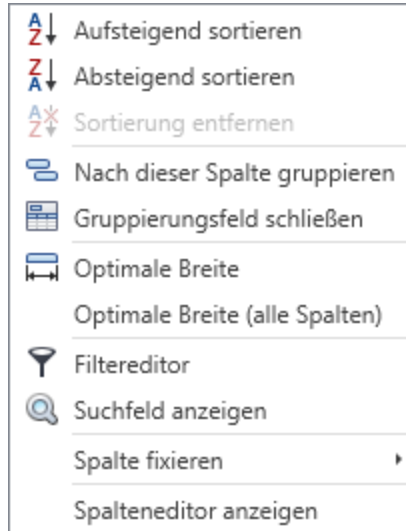 Aufsteigend sortieren
Absteigend sortieren
Sortierung entfernen
Nach dieser Spalte gruppieren
Gruppierungsfeld schließen
Optimale Breite
Optimale Breite (alle Spalten)
Filtereditor
Suchfeld anzeigen
Spalte fixieren
Spalteneditor anzeigen